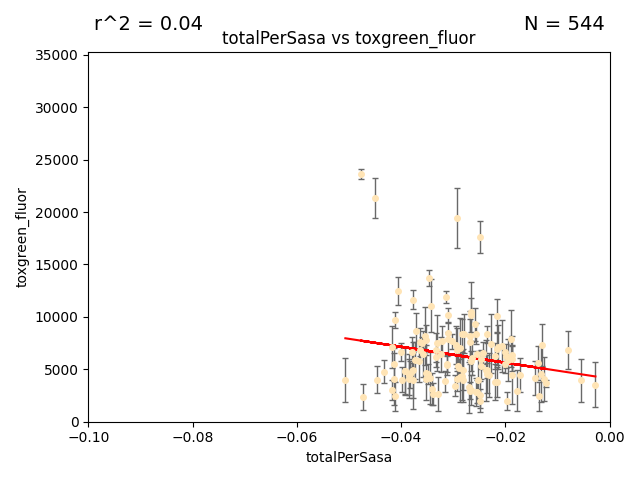 r^2 = 0.04
N = 544
totalPerSasa vs toxgreen_fluor
35000
30000
25000
20000
15000
10000
5000
0
toxgreen_fluor
−0.10
−0.08
−0.06
−0.04
−0.02
0.00
totalPerSasa